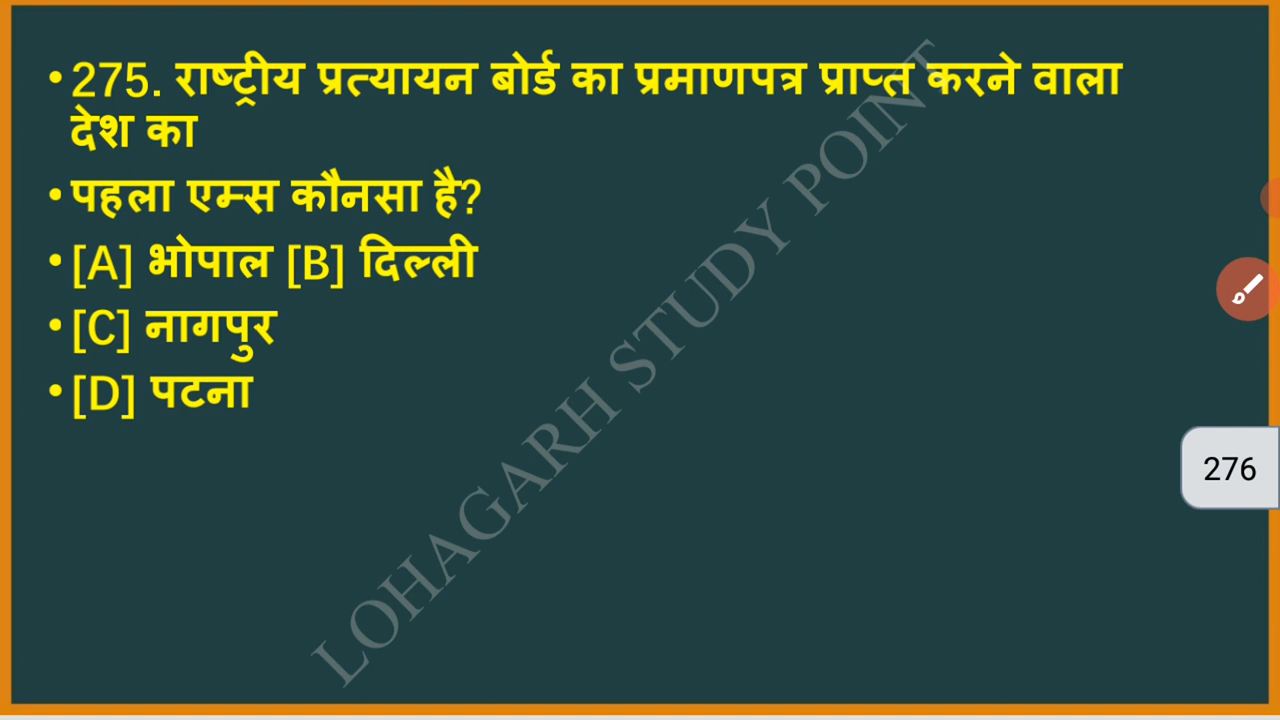 • 275. राष्ट्रीय प्रत्यायन बोर्ड का प्रमाणपत्र प्राप्त करने वाला
देश का
• पहला एम्स कौनसा है?
• [A] भोपाल [B] दिल्ली
• [C] नागपुर
• [D] पटना
276
LOHAGARH STUDY POINT